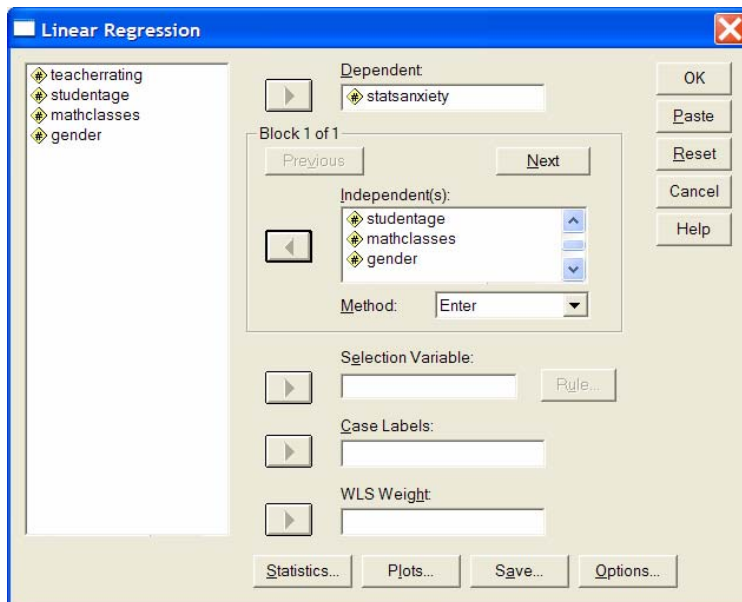 Linear Regression
teacherrating
studentage
mathclasses
gender
Dependent:
statsanxiety
Block 1 of 1
Previous
Next
Independent(s):
studentage
mathclasses
gender
Method:
Enter
Selection Variable:
Rule...
Case Labels:
WLS Weight:
Statistics...
Plots...
Save...
Options...
OK
Paste
Reset
Cancel
Help